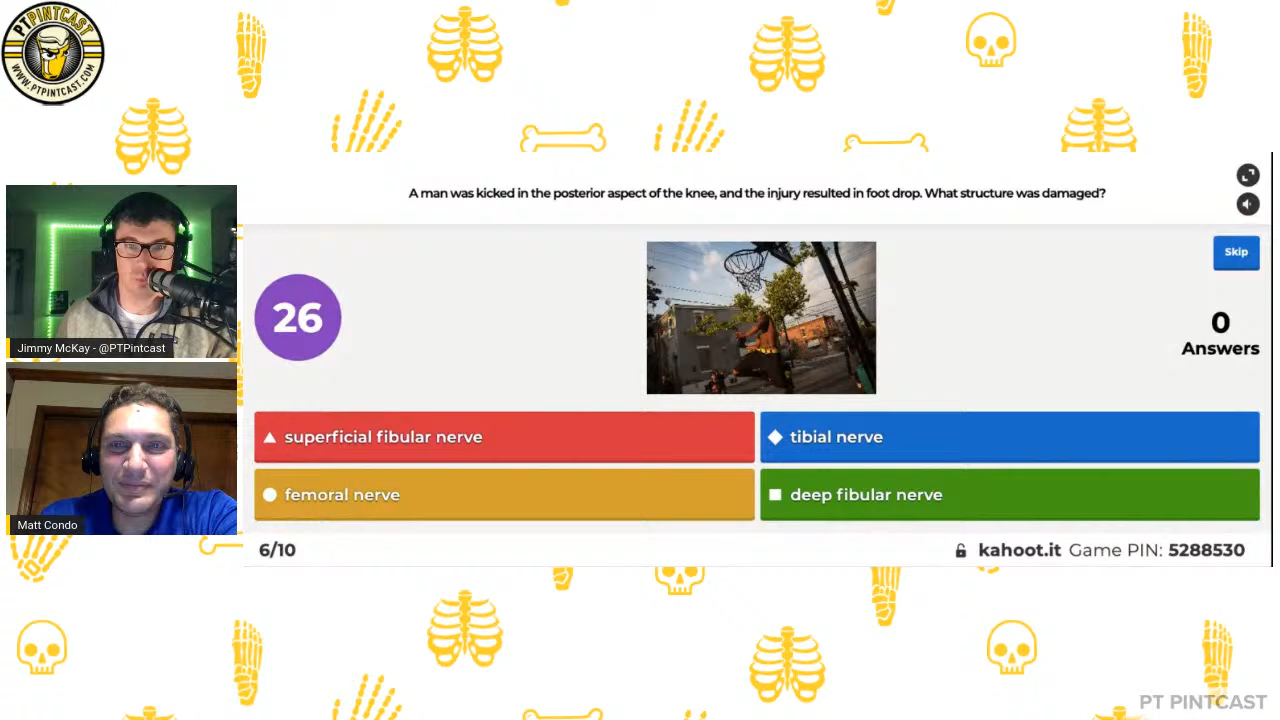 PTPINTCAST
WWW.PTPINTCAST.COM
A man was kicked in the posterior aspect of the knee, and the injury resulted in foot drop. What structure was damaged?
Skip
26
0
Answers
Jimmy McKay - @PTPintcast
superficial fibular nerve
tibial nerve
femoral nerve
deep fibular nerve
Matt Condo
6/10
kahoot.it Game PIN: 5288530
PT PINTCAST